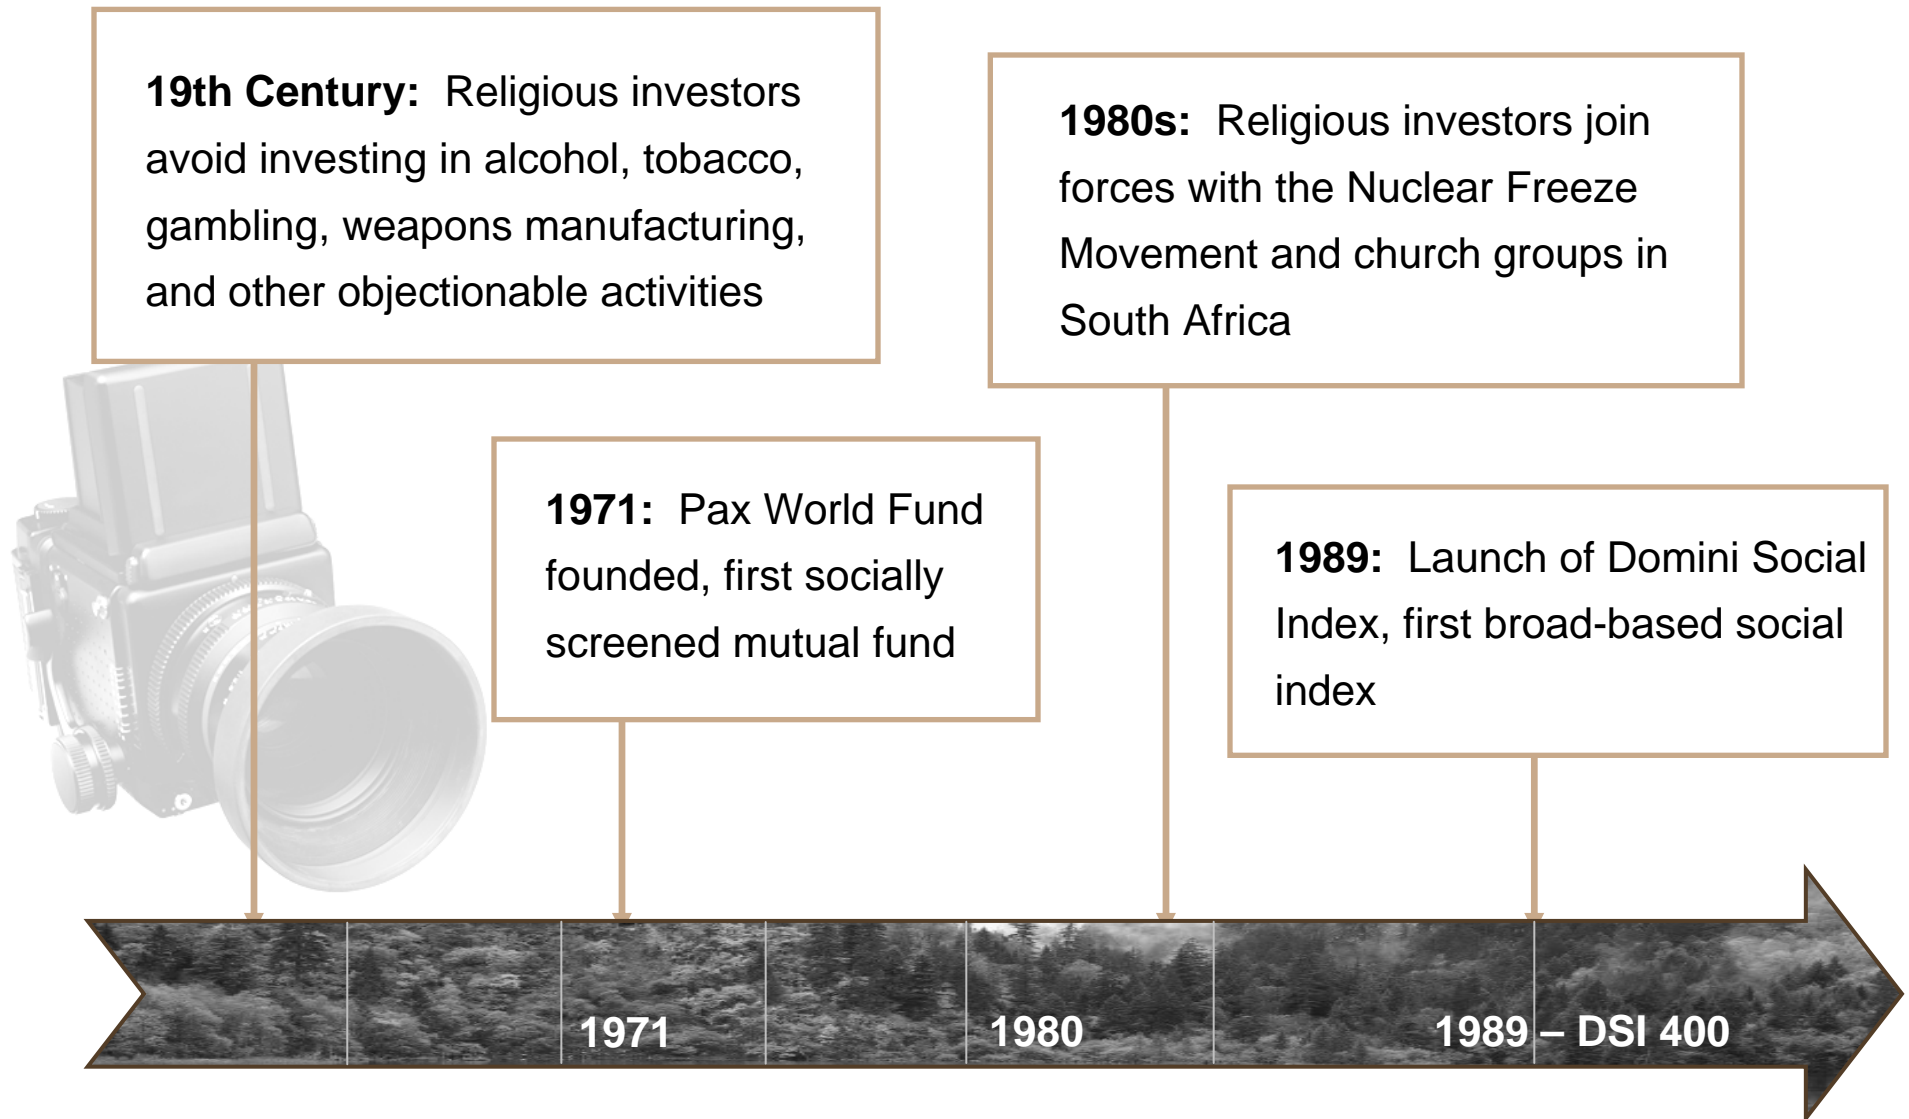 19th Century: Religious investors
avoid investing in alcohol, tobacco,
gambling, weapons manufacturing,
and other objectionable activities
1971: Pax World Fund
founded, first socially
screened mutual fund
1980s: Religious investors join
forces with the Nuclear Freeze
Movement and church groups in
South Africa
1989: Launch of Domini Social
Index, first broad-based social
index
1971
1980
1989 – DSI 400